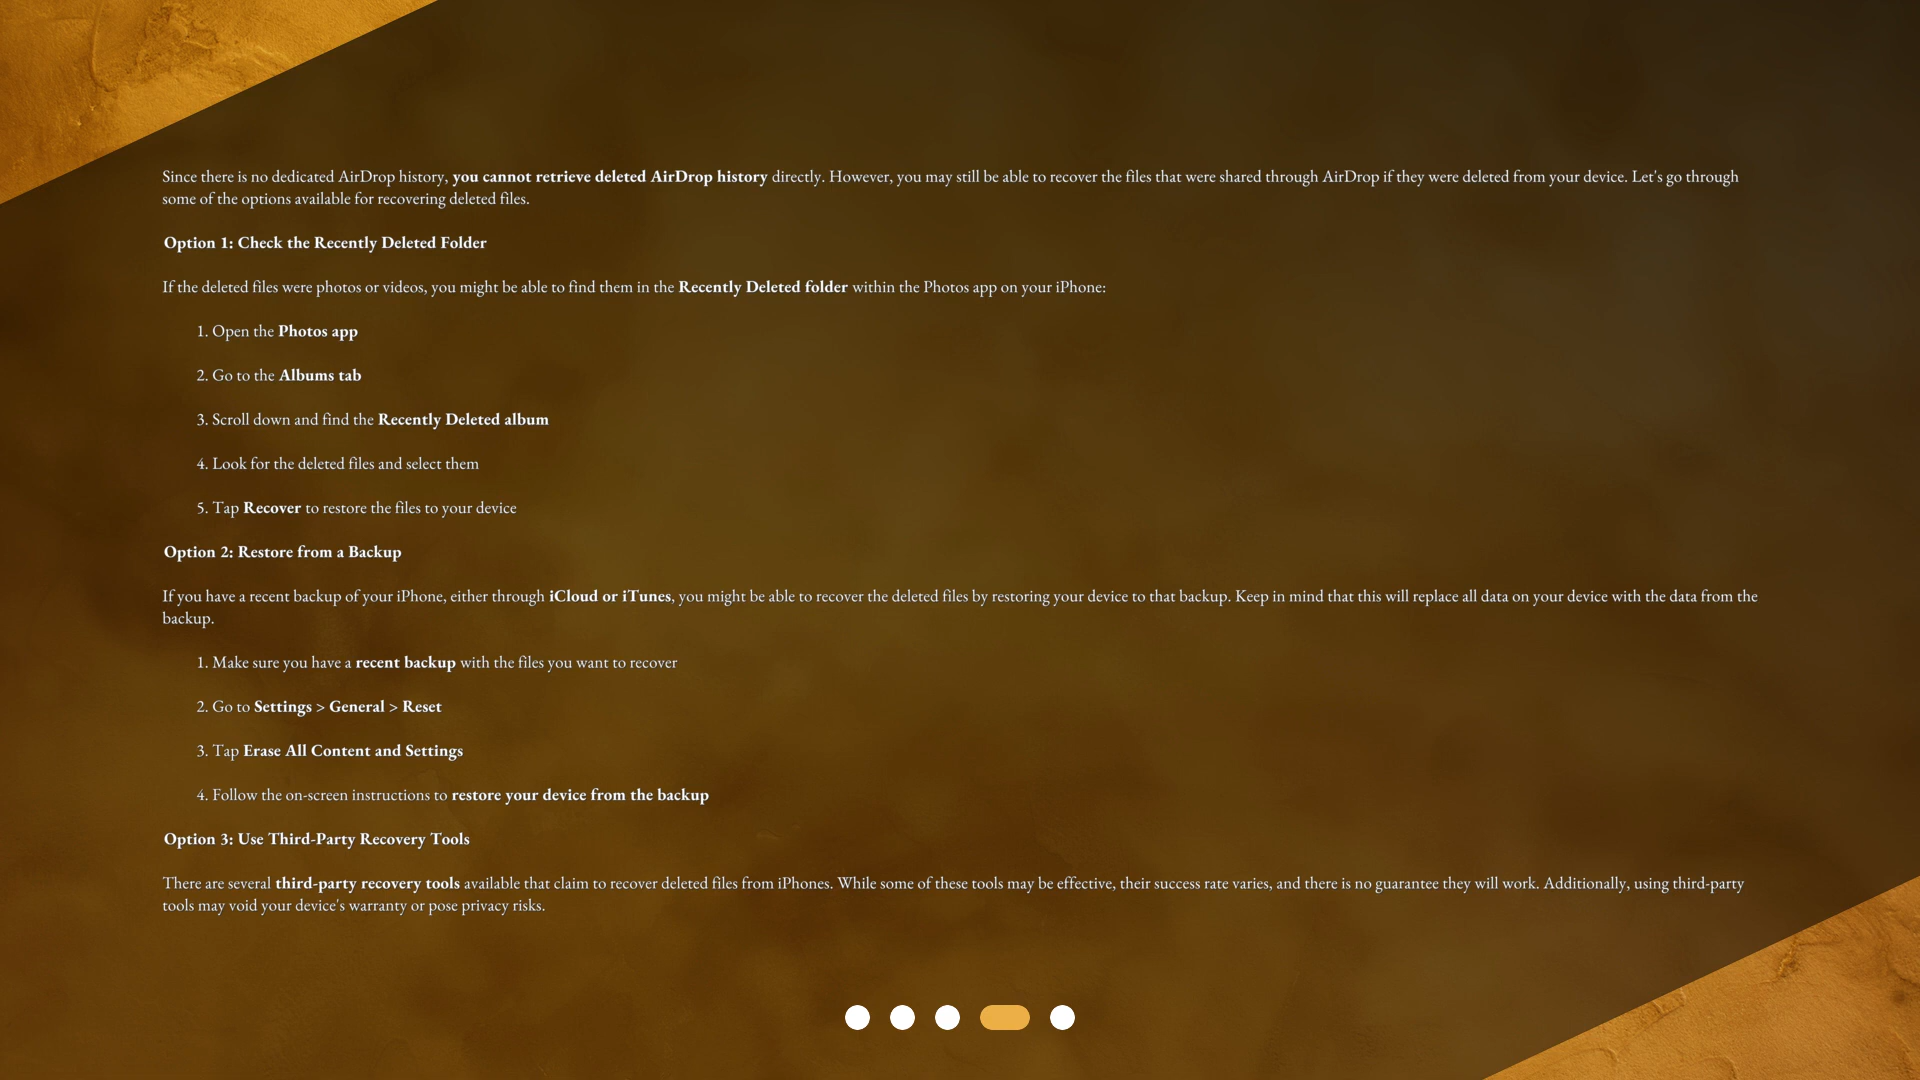 Since there is no dedicated AirDrop history, you cannot retrieve deleted AirDrop history directly. However, you may still be able to recover the files that were shared through AirDrop if they were deleted from your device. Let's go through
some of the options available for recovering deleted files.
Option 1: Check the Recently Deleted Folder
If the deleted files were photos or videos, you might be able to find them in the Recently Deleted folder within the Photos app on your iPhone:
1. Open the Photos app
2. Go to the Albums tab
3. Scroll down and find the Recently Deleted album
4. Look for the deleted files and select them
5. Tap Recover to restore the files to your device
Option 2: Restore from a Backup
If you have a recent backup of your iPhone, either through iCloud or iTunes, you might be able to recover the deleted files by restoring your device to that backup. Keep in mind that this will replace all data on your device with the data from the
backup.
1. Make sure you have a recent backup with the files you want to recover
2. Go to Settings > General > Reset
3. Tap Erase All Content and Settings
4. Follow the on-screen instructions to restore your device from the backup
Option 3: Use Third-Party Recovery Tools
There are several third-party recovery tools available that claim to recover deleted files from iPhones. While some of these tools may be effective, their success rate varies, and there is no guarantee they will work. Additionally, using third-party
tools may void your device's warranty or pose privacy risks.